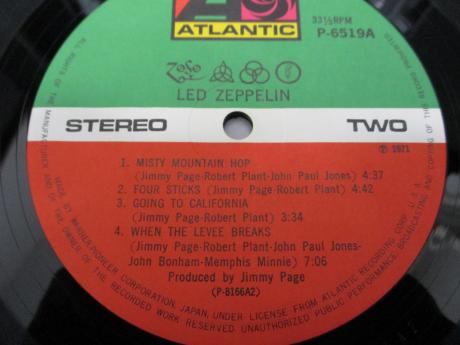 33⅓RPM
P-6519A
ATLANTIC
LED ZEPPELIN
STEREO
TWO
℗ 1971
1. MISTY MOUNTAIN HOP
(Jimmy Page-Robert Plant-John Paul Jones) 4:37
2. FOUR STICKS (Jimmy Page-Robert Plant) 4:42
3. GOING TO CALIFORNIA
(Jimmy Page-Robert Plant) 3:34
4. WHEN THE LEVEE BREAKS
(Jimmy Page-Robert Plant-John Paul Jones-
John Bonham-Memphis Minnie) 7:06
Produced by Jimmy Page
(P-8166A2)
MADE BY WARNER-PIONEER CORPORATION, JAPAN, UNDER LICENSE FROM ATLANTIC RECORDING CORP. U.S.A.
ALL RIGHTS OF THE MANUFACTURER AND OF THE OWNER OF THE RECORDED WORK RESERVED. UNAUTHORIZED PUBLIC PERFORMANCE, BROADCASTING AND COPYING OF THIS RECORD PROHIBITED